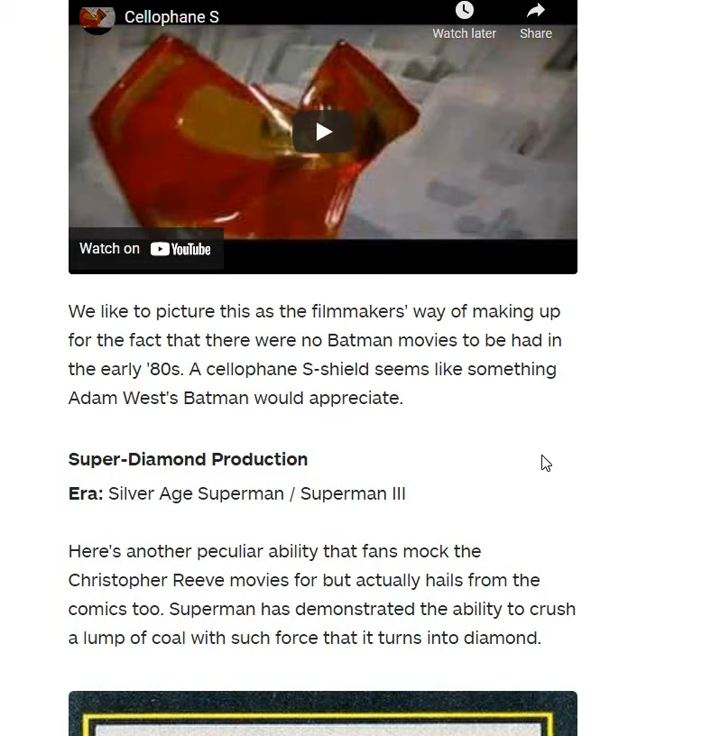 Cellophane S
Watch later
Share
Watch on YouTube
We like to picture this as the filmmakers' way of making up
for the fact that there were no Batman movies to be had in
the early '80s. A cellophane S-shield seems like something
Adam West's Batman would appreciate.
Super-Diamond Production
Era: Silver Age Superman / Superman III
Here's another peculiar ability that fans mock the
Christopher Reeve movies for but actually hails from the
comics too. Superman has demonstrated the ability to crush
a lump of coal with such force that it turns into diamond.